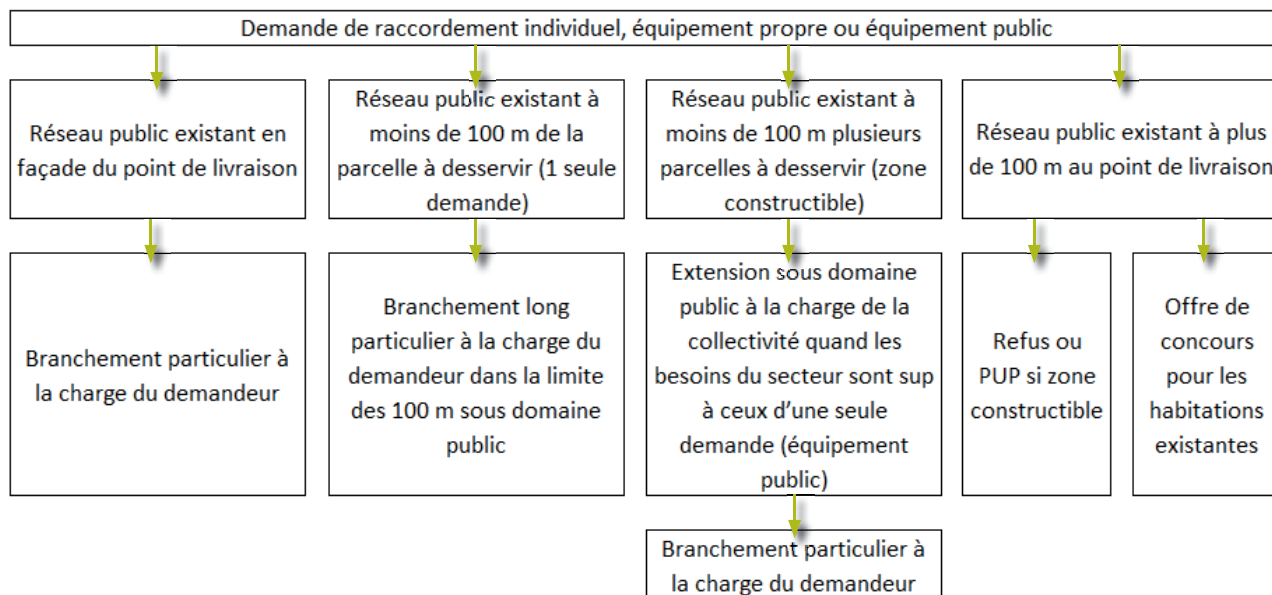 Demande de raccordement individuel, équipement propre ou équipement public
Réseau public existant en
façade du point de livraison
Réseau public existant à
moins de 100 m de la
parcelle à desservir (1 seule
demande)
Réseau public existant à
moins de 100 m plusieurs
parcelles à desservir (zone
constructible)
Réseau public existant à plus
de 100 m au point de livraison
Branchement particulier à
la charge du demandeur
Branchement long
particulier à la charge du
demandeur dans la limite
des 100 m sous domaine
public
Extension sous domaine
public à la charge de la
collectivité quand les
besoins du secteur sont sup
à ceux d’une seule
demande (équipement
public)
Refus ou
PUP si zone
constructible
Offre de
concours
pour les
habitations
existantes
Branchement particulier à
la charge du demandeur